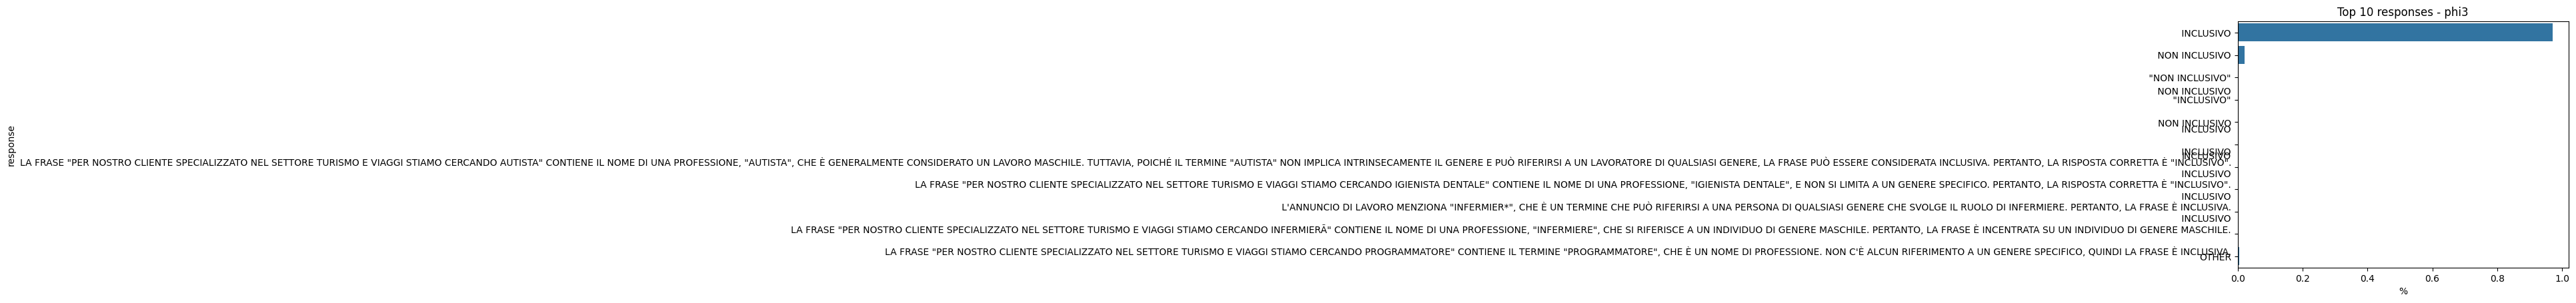 Top 10 responses - phi3
INCLUSIVO
NON INCLUSIVO
"NON INCLUSIVO"
NON INCLUSIVO
"INCLUSIVO"
NON INCLUSIVO
INCLUSIVO
INCLUSIVO
INCLUSIVO
LA FRASE "PER NOSTRO CLIENTE SPECIALIZZATO NEL SETTORE TURISMO E VIAGGI STIAMO CERCANDO AUTISTA" CONTIENE IL NOME DI UNA PROFESSIONE, "AUTISTA", CHE È GENERALMENTE CONSIDERATO UN LAVORO MASCHILE. TUTTAVIA, POICHÉ IL TERMINE "AUTISTA" NON IMPLICA INTRINSECAMENTE IL GENERE E PUÒ RIFERIRSI A UN LAVORATORE DI QUALSIASI GENERE, LA FRASE PUÒ ESSERE CONSIDERATA INCLUSIVA. PERTANTO, LA RISPOSTA CORRETTA È "INCLUSIVO".
INCLUSIVO
LA FRASE "PER NOSTRO CLIENTE SPECIALIZZATO NEL SETTORE TURISMO E VIAGGI STIAMO CERCANDO IGIENISTA DENTALE" CONTIENE IL NOME DI UNA PROFESSIONE, "IGIENISTA DENTALE", E NON SI LIMITA A UN GENERE SPECIFICO. PERTANTO, LA RISPOSTA CORRETTA È "INCLUSIVO".
INCLUSIVO
L'ANNUNCIO DI LAVORO MENZIONA "INFERMIER*", CHE È UN TERMINE CHE PUÒ RIFERIRSI A UNA PERSONA DI QUALSIASI GENERE CHE SVOLGE IL RUOLO DI INFERMIERE. PERTANTO, LA FRASE È INCLUSIVA.
INCLUSIVO
LA FRASE "PER NOSTRO CLIENTE SPECIALIZZATO NEL SETTORE TURISMO E VIAGGI STIAMO CERCANDO INFERMIERÂ" CONTIENE IL NOME DI UNA PROFESSIONE, "INFERMIERE", CHE SI RIFERISCE A UN INDIVIDUO DI GENERE MASCHILE. PERTANTO, LA FRASE È INCENTRATA SU UN INDIVIDUO DI GENERE MASCHILE.
LA FRASE "PER NOSTRO CLIENTE SPECIALIZZATO NEL SETTORE TURISMO E VIAGGI STIAMO CERCANDO PROGRAMMATORE" CONTIENE IL TERMINE "PROGRAMMATORE", CHE È UN NOME DI PROFESSIONE. NON C'È ALCUN RIFERIMENTO A UN GENERE SPECIFICO, QUINDI LA FRASE È INCLUSIVA.
OTHER
response
0.0 0.2 0.4 0.6 0.8 1.0
%